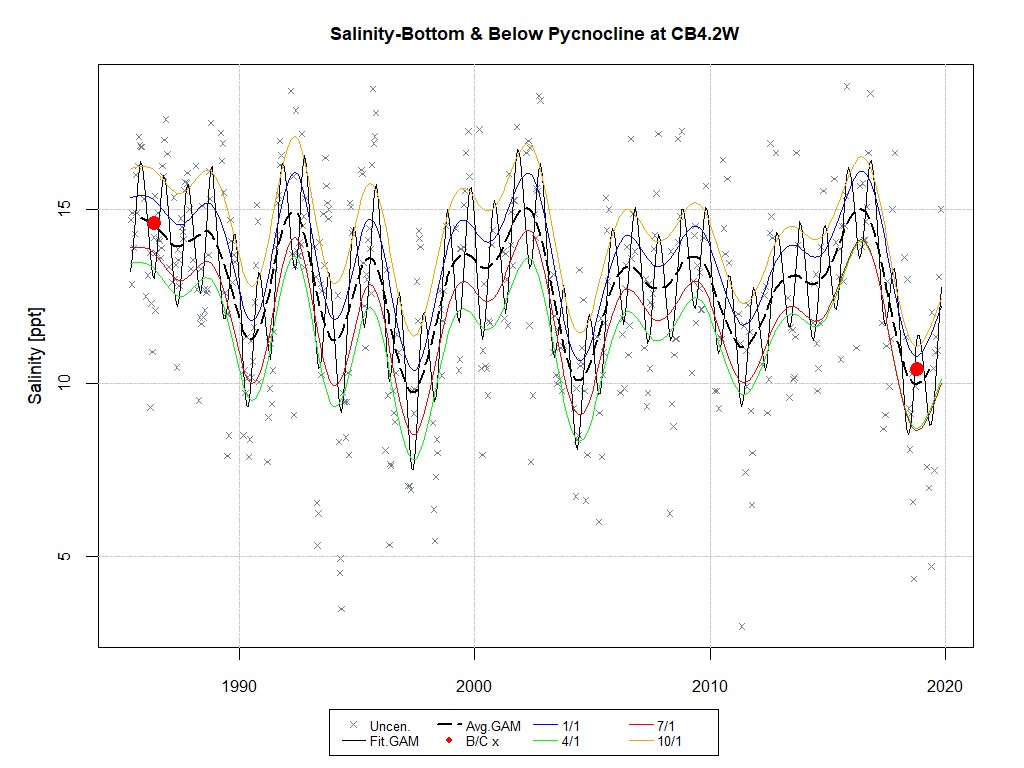 Salinity-Bottom & Below Pycnocline at CB4.2W
Salinity [ppt]
15
10
5
1990 2000 2010 2020
Uncen. Avg.GAM 1/1 7/1
Fit.GAM B/C x 4/1 10/1